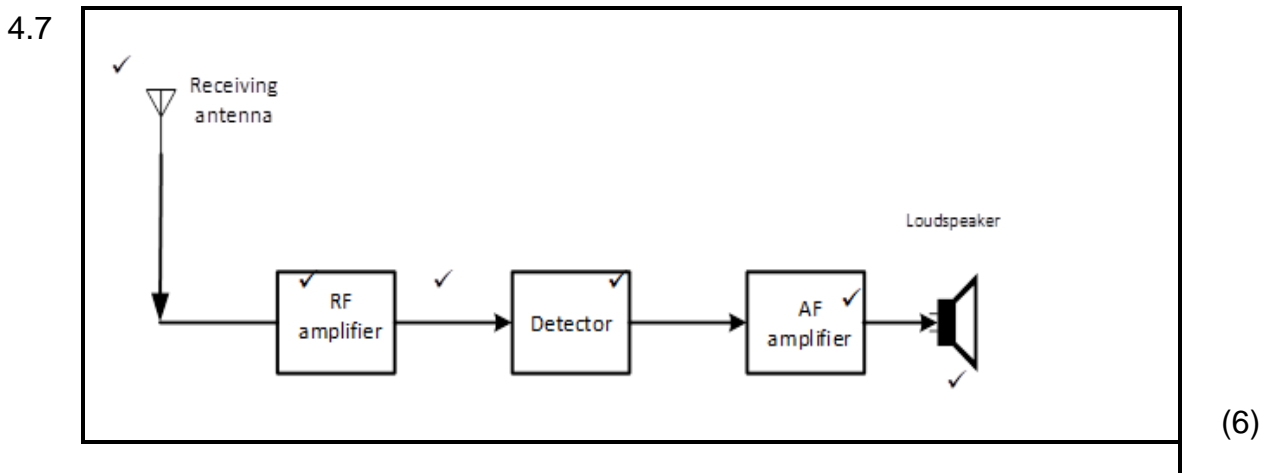 4.7
✓
Receiving
antenna
Loudspeaker
✓ ✓ ✓ ✓
RF
amplifier
Detector
AF
amplifier
✓
(6)